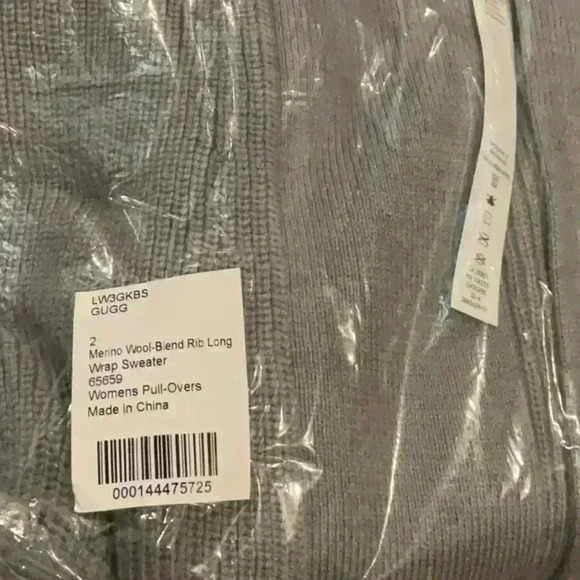 LW3GKBS
GUGG
2
Merino Wool-Blend Rib Long
Wrap Sweater
65659
Womens Pull-Overs
Made in China
000144475725